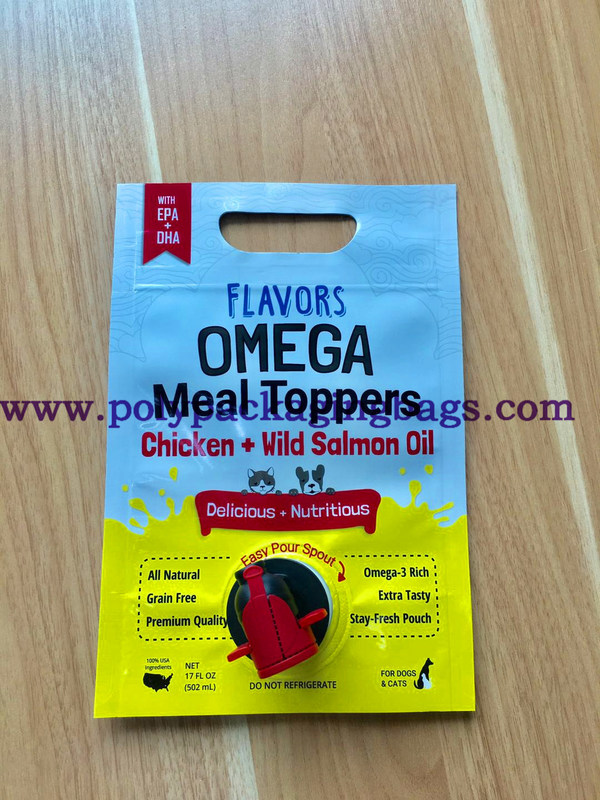 WITH
EPA
+
DHA
FLAVORS
OMEGA
Meal Toppers
www.polypackagingbags.com
Chicken + Wild Salmon Oil
Delicious + Nutritious
Easy Pour Spout
All Natural
Grain Free
Premium Quality
Omega-3 Rich
Extra Tasty
Stay-Fresh Pouch
100% USA
Ingredients
NET
17 FL OZ
(502 mL)
DO NOT REFRIGERATE
FOR DOGS
& CATS